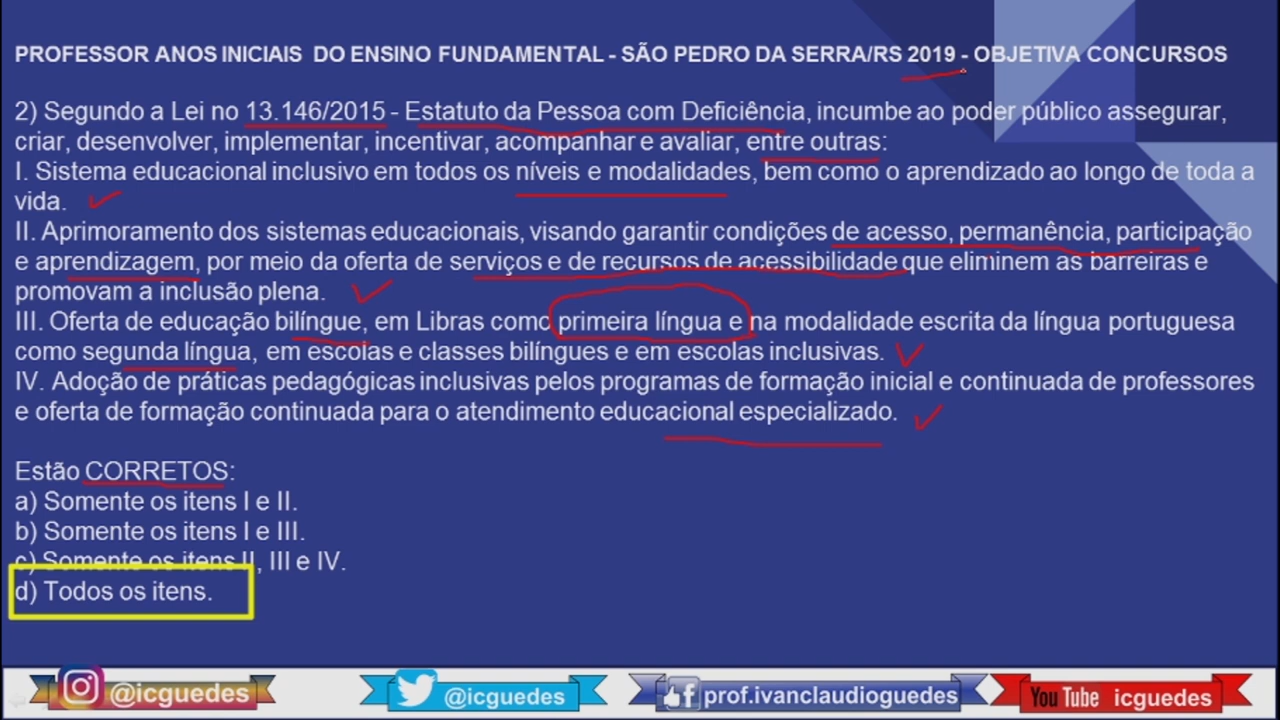 PROFESSOR ANOS INICIAIS DO ENSINO FUNDAMENTAL - SÃO PEDRO DA SERRA/RS 2019 - OBJETIVA CONCURSOS
2) Segundo a Lei no 13.146/2015 - Estatuto da Pessoa com Deficiência, incumbe ao poder público assegurar,
criar, desenvolver, implementar, incentivar, acompanhar e avaliar, entre outras:
I. Sistema educacional inclusivo em todos os níveis e modalidades, bem como o aprendizado ao longo de toda a
vida.
II. Aprimoramento dos sistemas educacionais, visando garantir condições de acesso, permanência, participação
e aprendizagem, por meio da oferta de serviços e de recursos de acessibilidade que eliminem as barreiras e
promovam a inclusão plena.
III. Oferta de educação bilíngue, em Libras como primeira língua e na modalidade escrita da língua portuguesa
como segunda língua, em escolas e classes bilíngues e em escolas inclusivas.
IV. Adoção de práticas pedagógicas inclusivas pelos programas de formação inicial e continuada de professores
e oferta de formação continuada para o atendimento educacional especializado.
Estão CORRETOS:
a) Somente os itens I e II.
b) Somente os itens I e III.
c) Somente os itens II, III e IV.
d) Todos os itens.
@icguedes @icguedes prof.ivanclaudioguedes You Tube icguedes